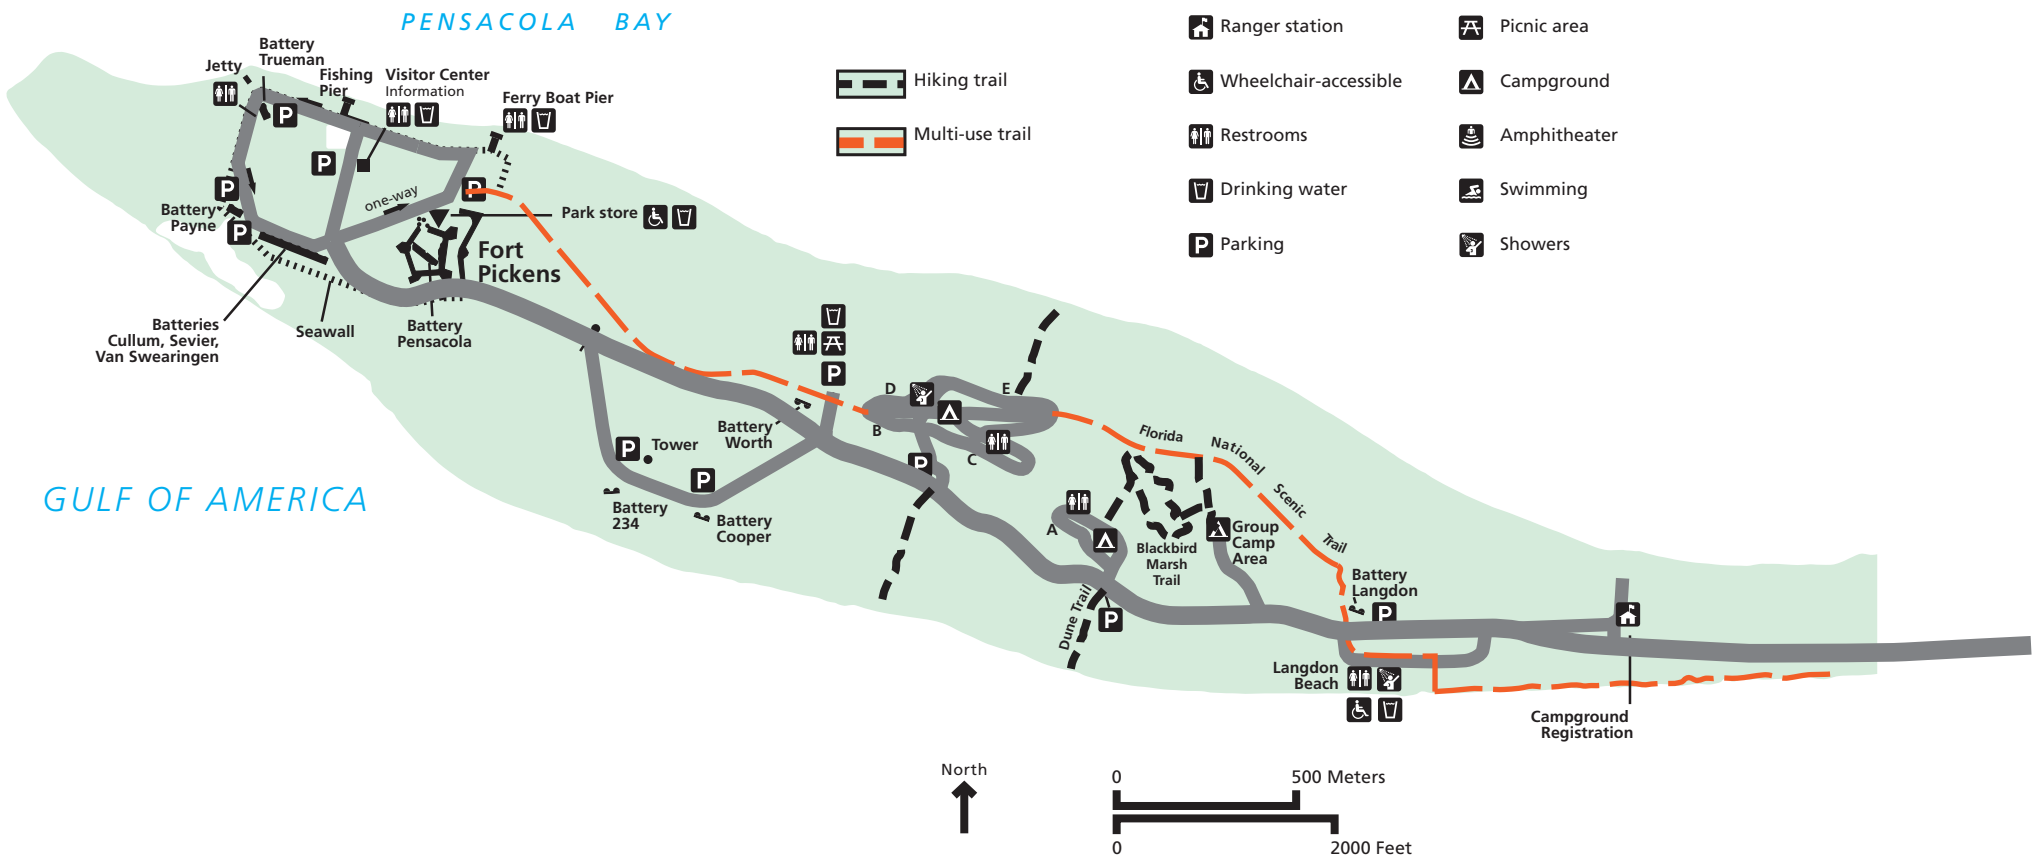 PENSACOLA BAY
Battery
Trueman
Jetty
Fishing
Pier
Visitor Center
Information
Ferry Boat Pier
Hiking trail
Multi-use trail
Ranger station
Wheelchair-accessible
Restrooms
Drinking water
Parking
Picnic area
Campground
Amphitheater
Swimming
Showers
P
P
P
P
P
P
one-way
Battery
Payne
Park store
Fort
Pickens
Batteries
Cullum, Sevier,
Van Swearingen
Seawall
Battery
Pensacola
GULF OF AMERICA
P
D
E
B
C
P
Battery
Worth
P
Tower
P
Battery
234
Battery
Cooper
A
Florida National Scenic Trail
Blackbird
Marsh
Trail
Group
Camp
Area
Dune Trail
P
Battery
Langdon
P
Langdon
Beach
Campground
Registration
North
0 500 Meters
0 2000 Feet